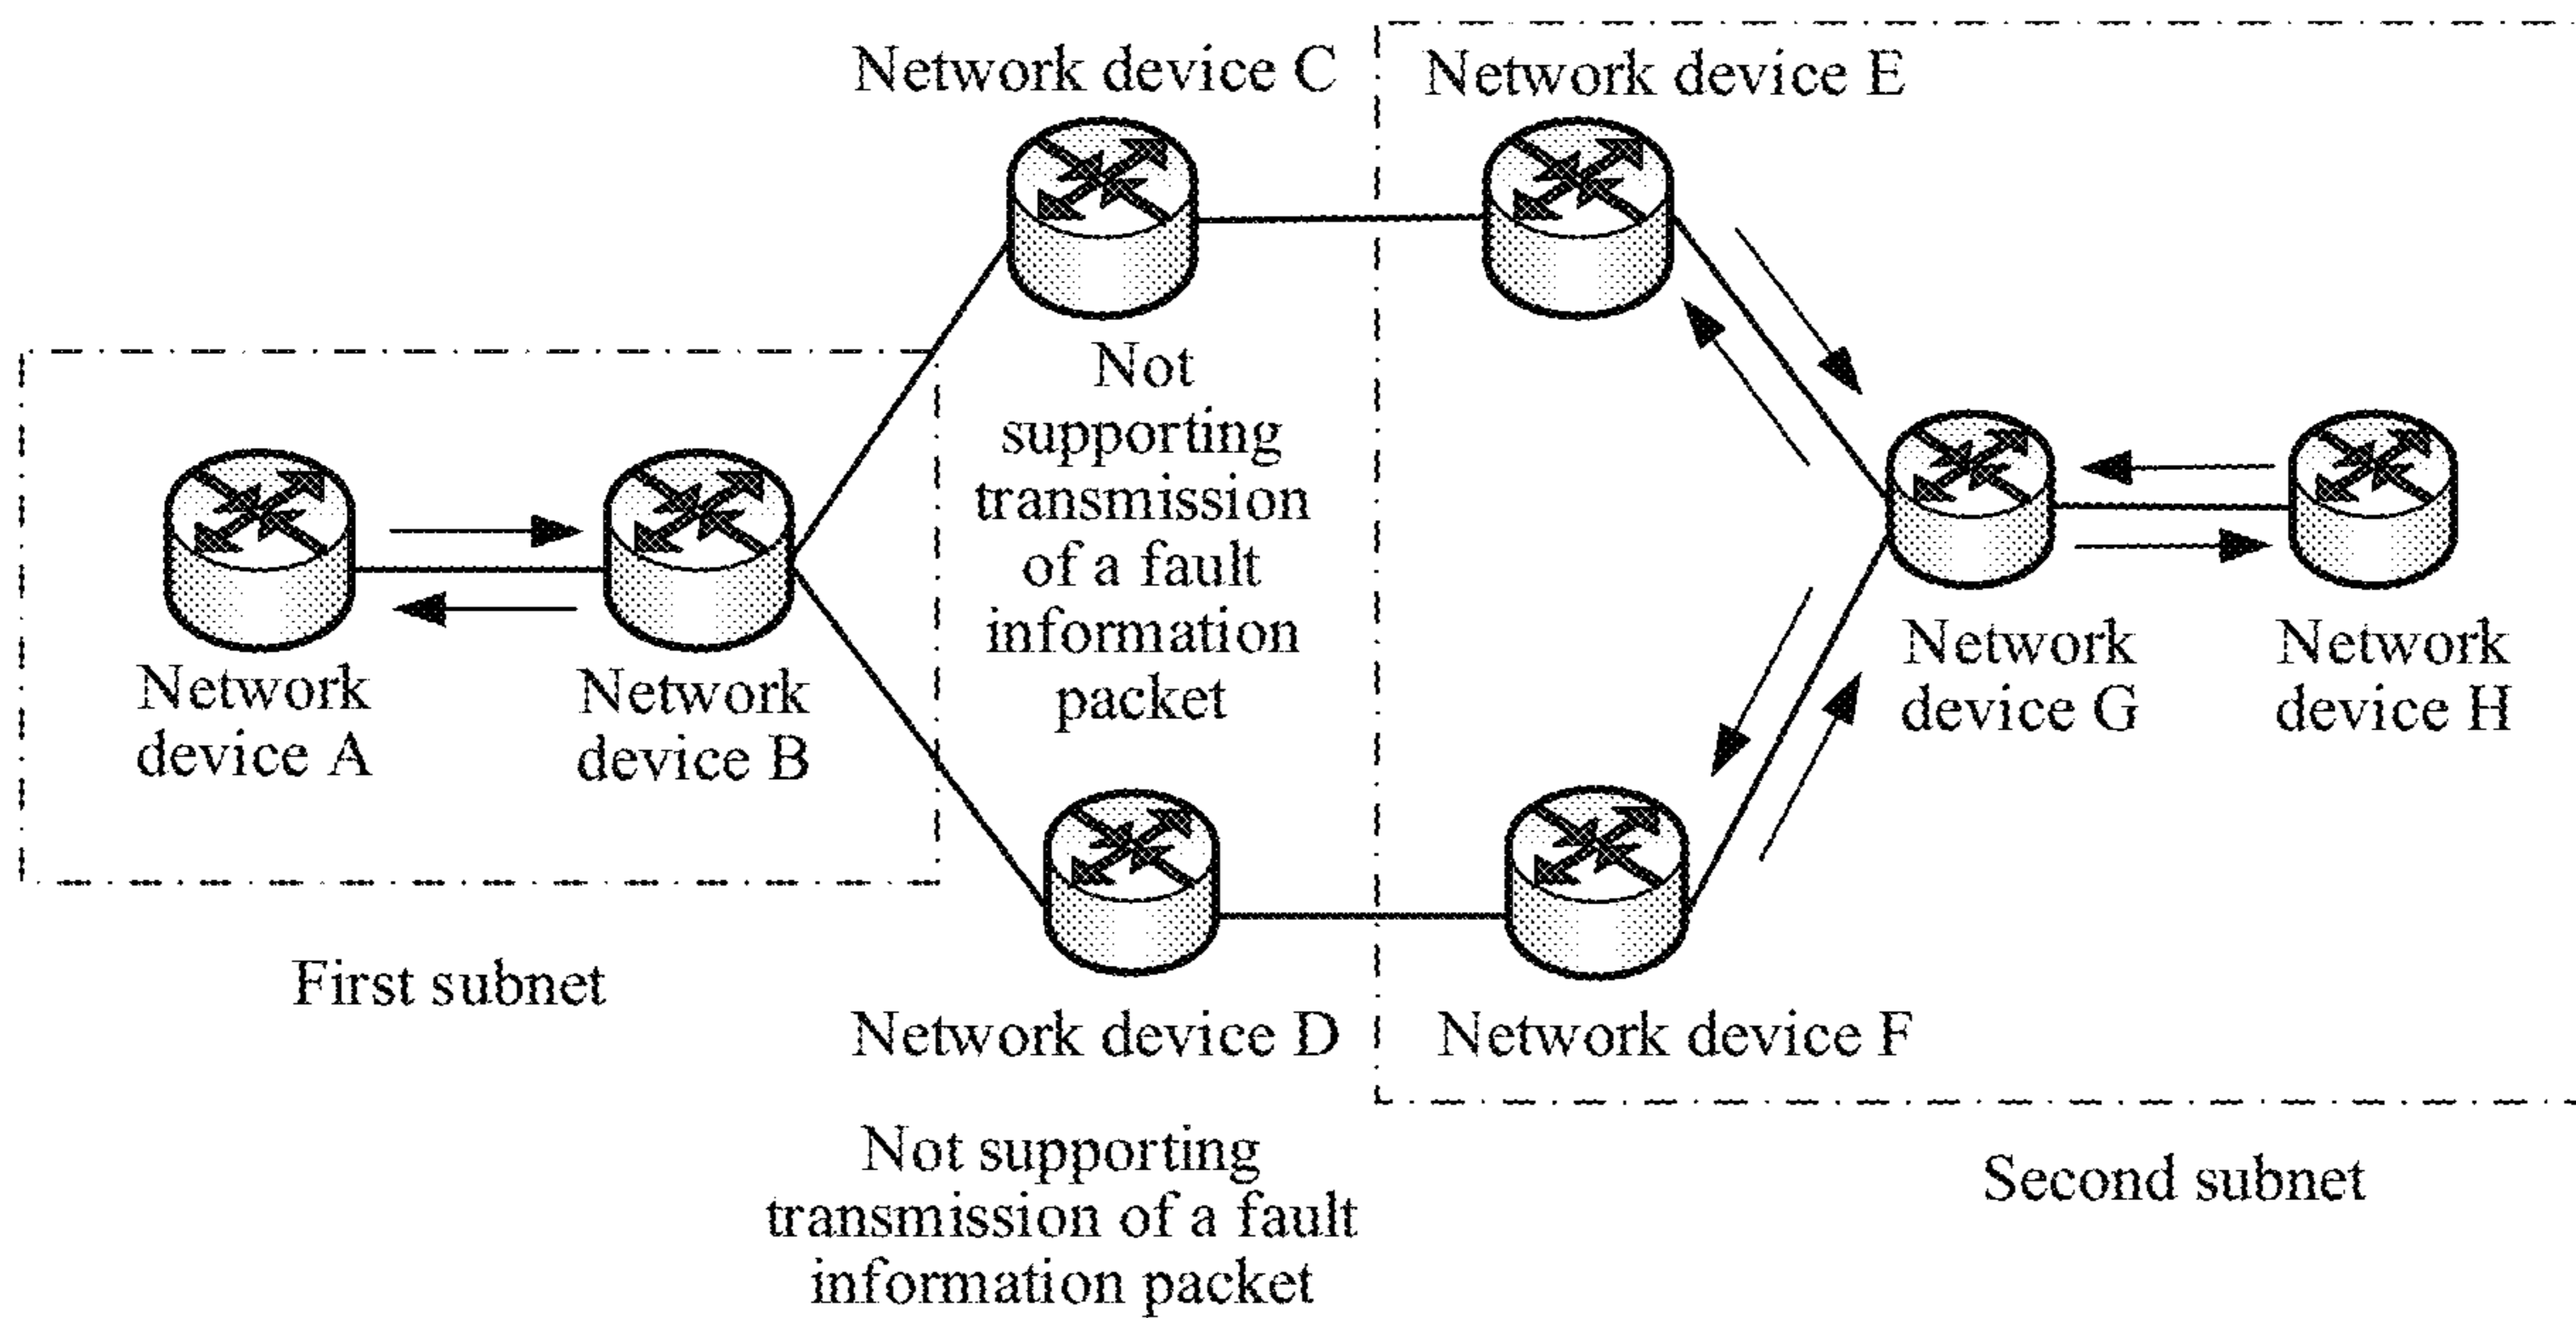 Network device C
Network device E
Not
supporting
transmission
of a fault
information
packet
Network
device A
Network
device B
Network
device G
Network
device H
First subnet
Network device D
Network device F
Not supporting
transmission of a fault
information packet
Second subnet